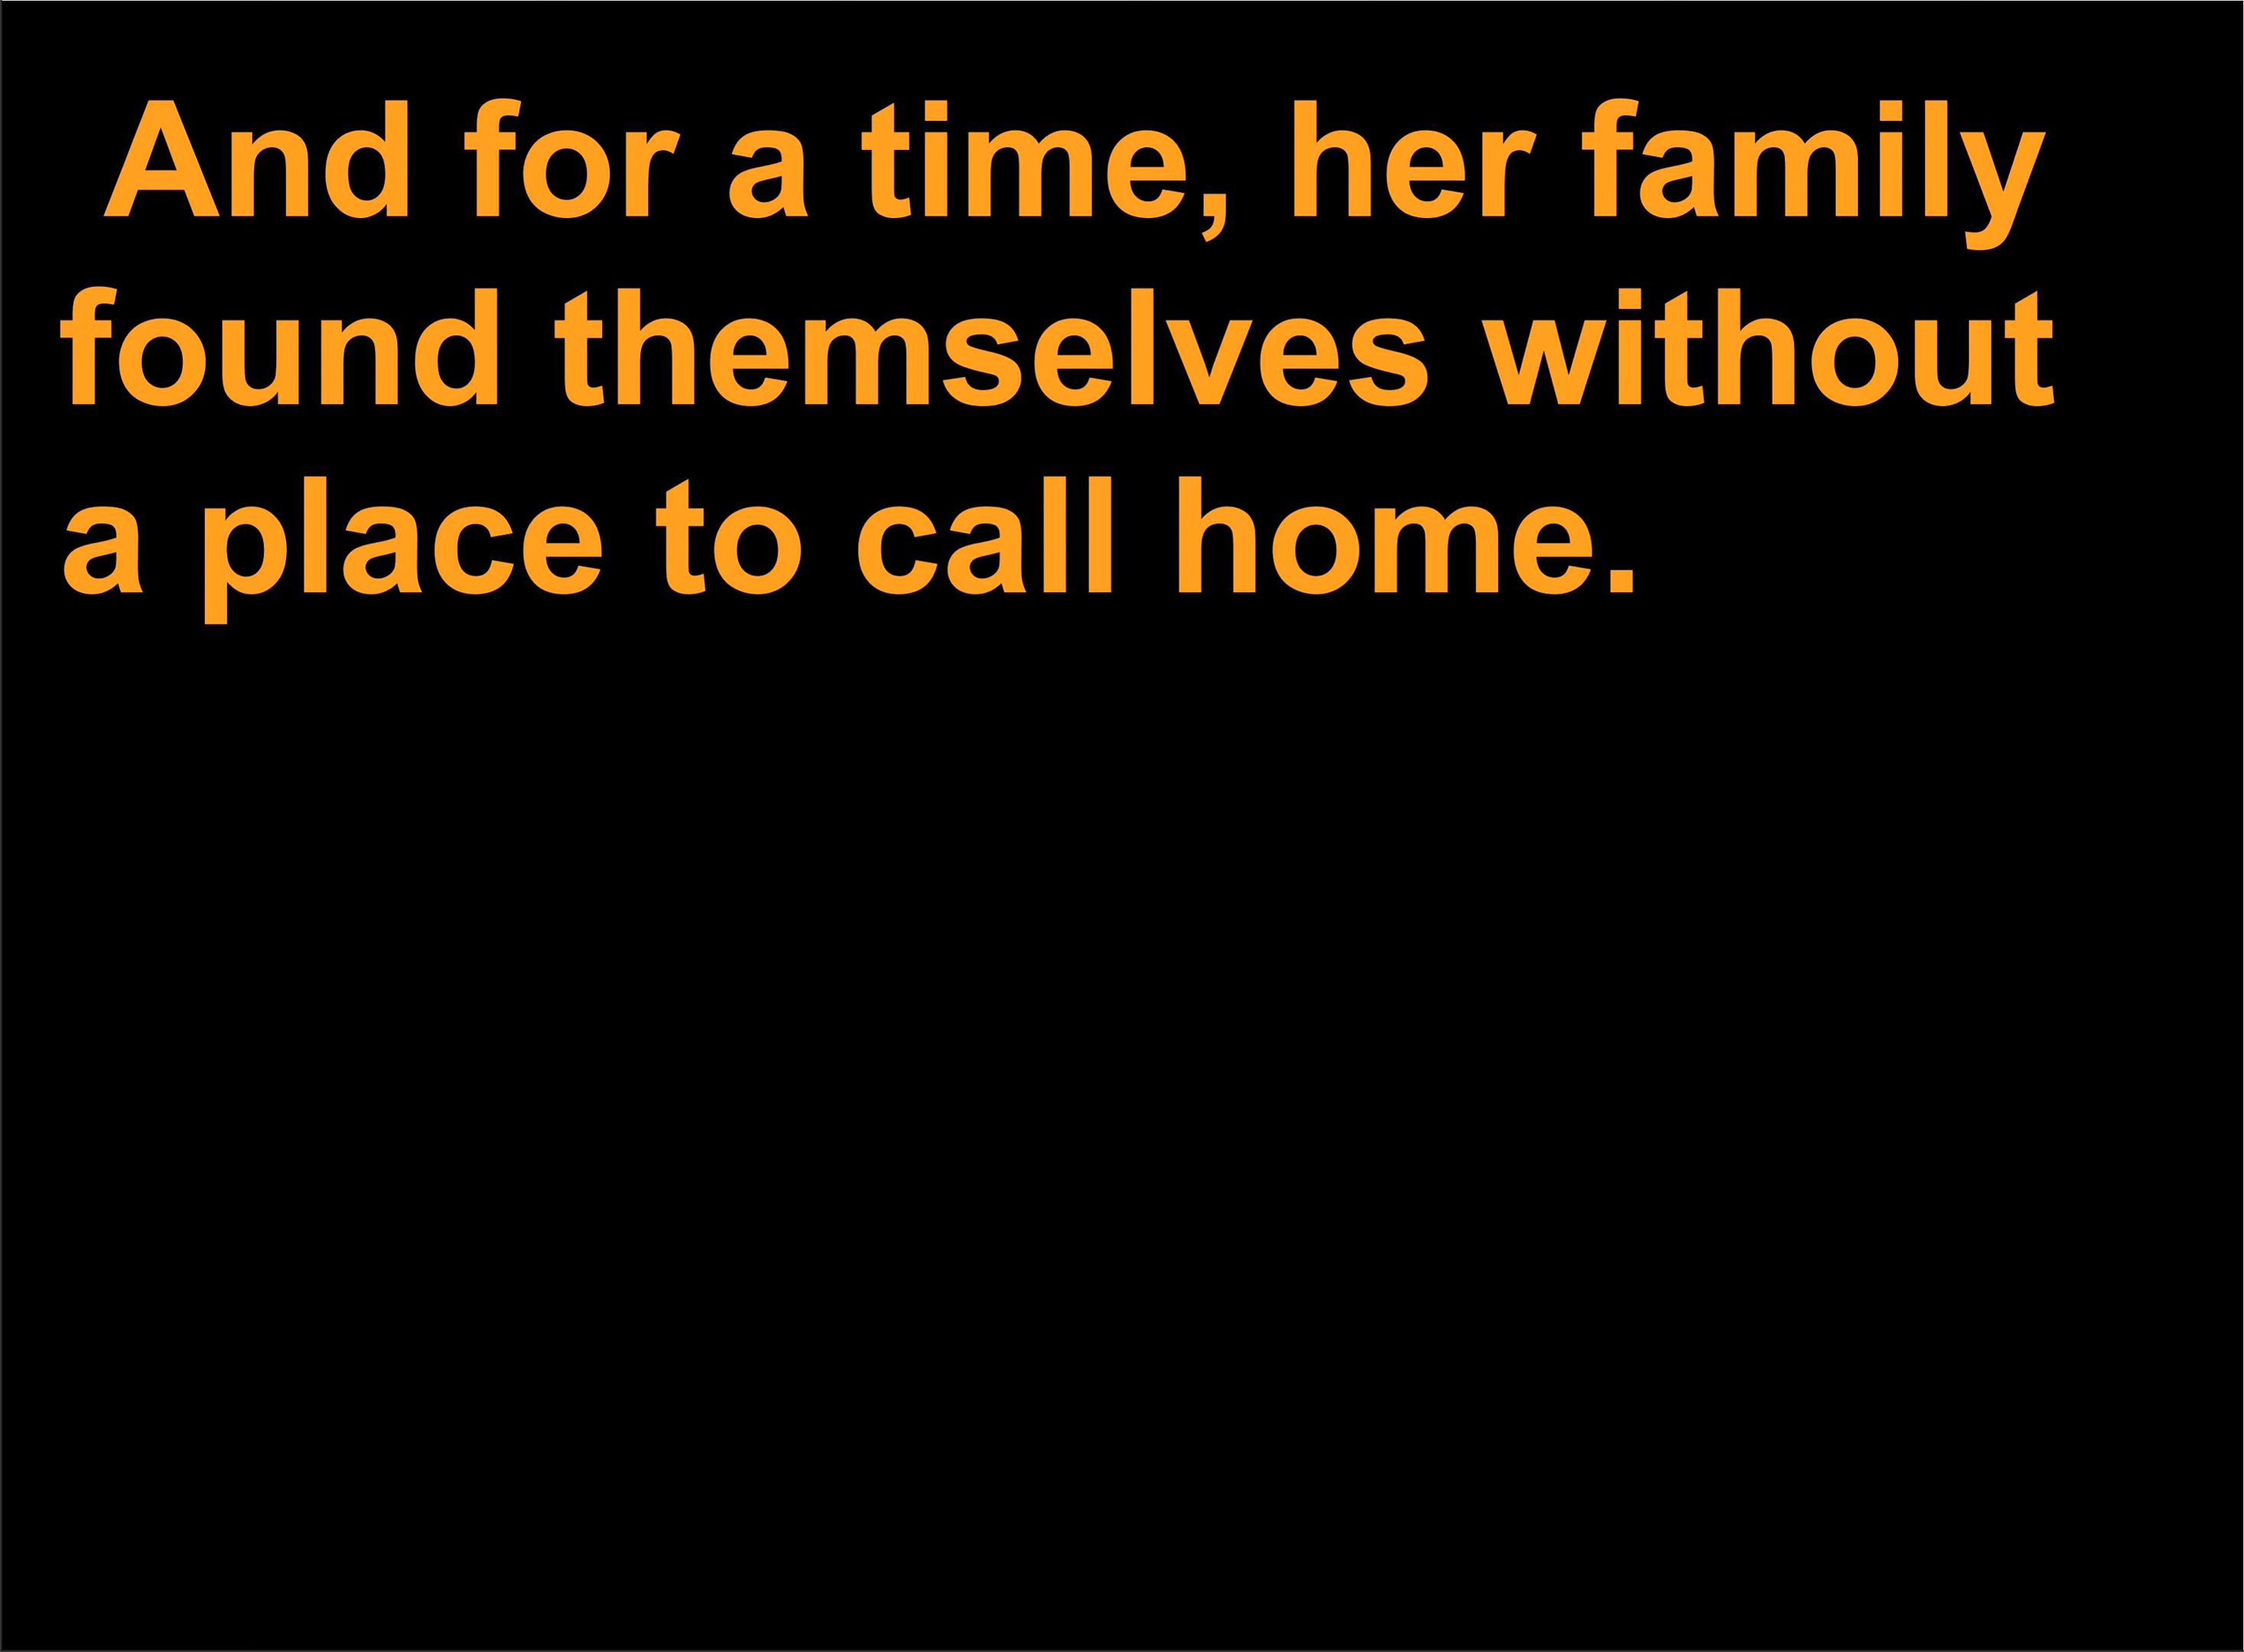 And for a time, her family
found themselves without
a place to call home.